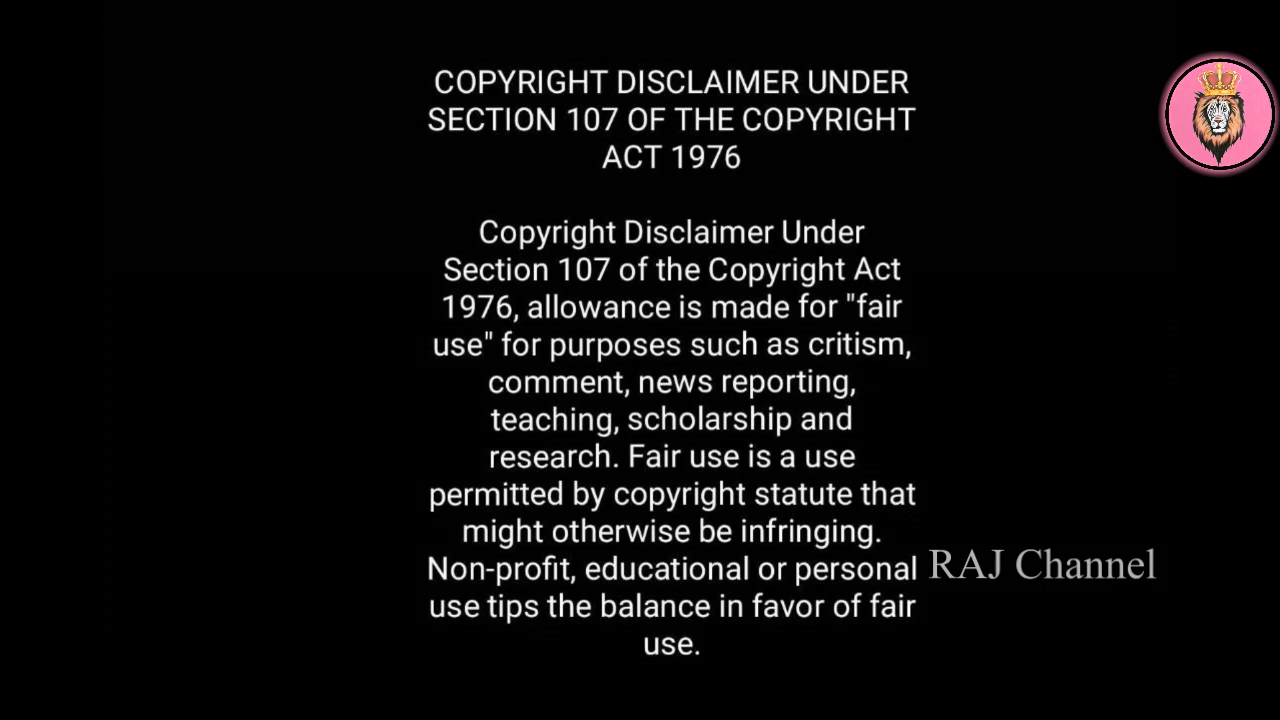 COPYRIGHT DISCLAIMER UNDER
SECTION 107 OF THE COPYRIGHT
ACT 1976
Copyright Disclaimer Under
Section 107 of the Copyright Act
1976, allowance is made for "fair
use" for purposes such as critism,
comment, news reporting,
teaching, scholarship and
research. Fair use is a use
permitted by copyright statute that
might otherwise be infringing.
Non-profit, educational or personal
use tips the balance in favor of fair
use.
RAJ Channel